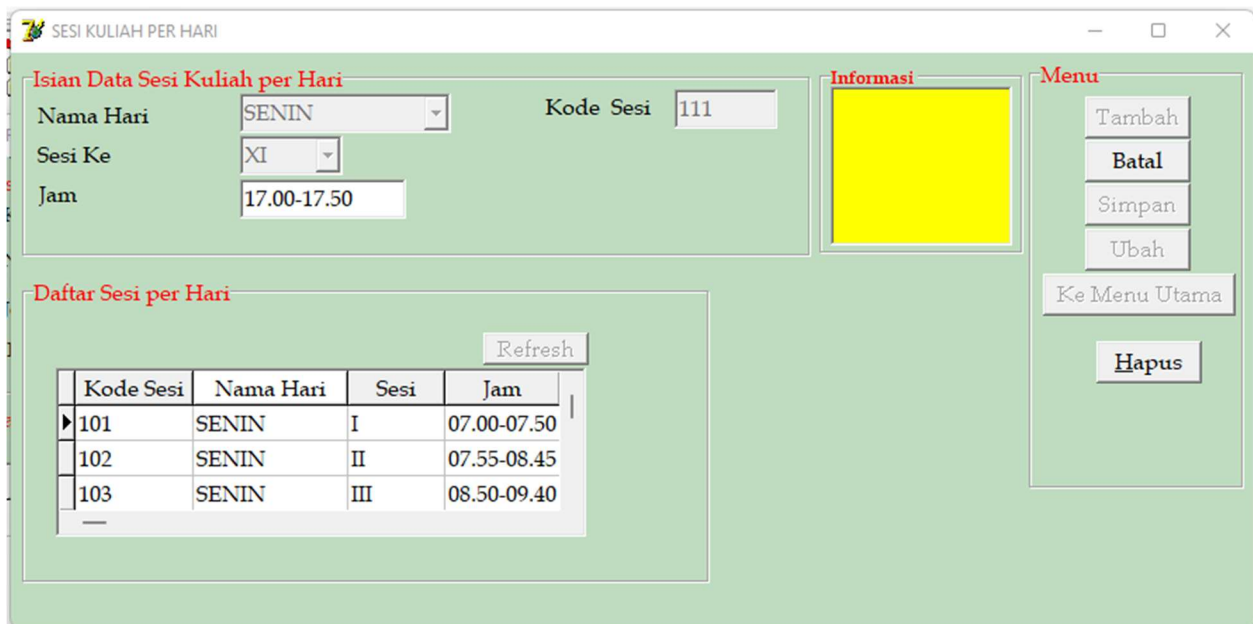 SESI KULIAH PER HARI
Isian Data Sesi Kuliah per Hari
Nama Hari SENIN Kode Sesi 111
Sesi Ke XI
Jam 17.00-17.50
Informasi
Menu
Tambah
Batal
Simpan
Ubah
Ke Menu Utama
Hapus
Daftar Sesi per Hari
Refresh
Kode Sesi Nama Hari Sesi Jam
101 SENIN I 07.00-07.50
102 SENIN II 07.55-08.45
103 SENIN III 08.50-09.40